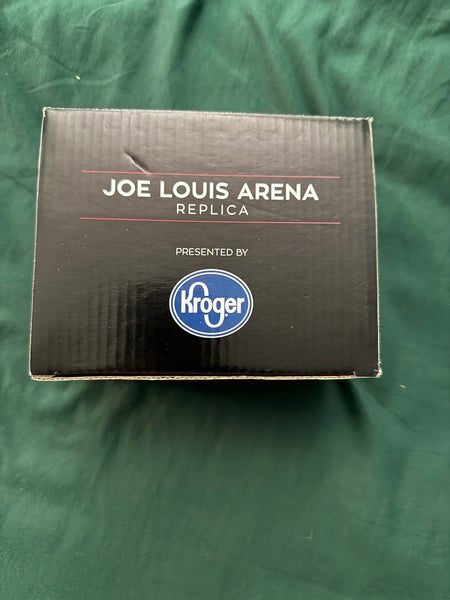 JOE LOUIS ARENA
REPLICA
PRESENTED BY
Kroger